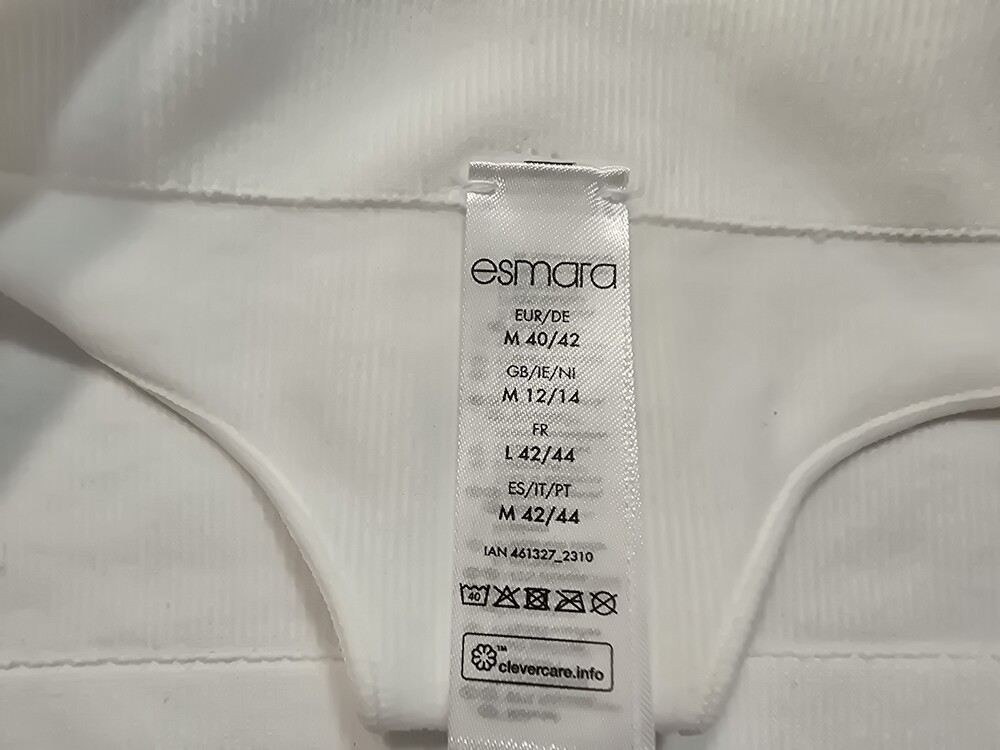 esmara
EUR/DE
M 40/42
GB/IE/NI
M 12/14
FR
L 42/44
ES/IT/PT
M 42/44
IAN 461327_2310
40
™
clevercare.info